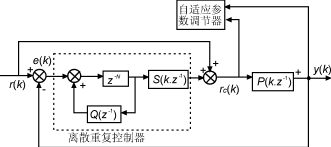 自适应参
数调节器
e(k)
+
+
+
+
z⁻ᴺ
S(k.z⁻¹)
P(k.z⁻¹)
+
y(k)
r(k)
-
+
r꜀(k)
Q(z⁻¹)
离散重复控制器